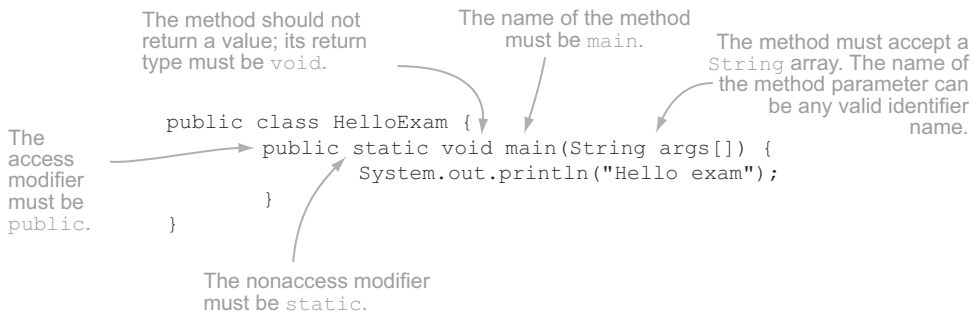 The method should not
return a value; its return
type must be void.
The name of the method
must be main.
The method must accept a
String array. The name of
the method parameter can
be any valid identifier
name.
The
access
modifier
must be
public.
public class HelloExam {
public static void main(String args[]) {
System.out.println("Hello exam");
}
}
The nonaccess modifier
must be static.